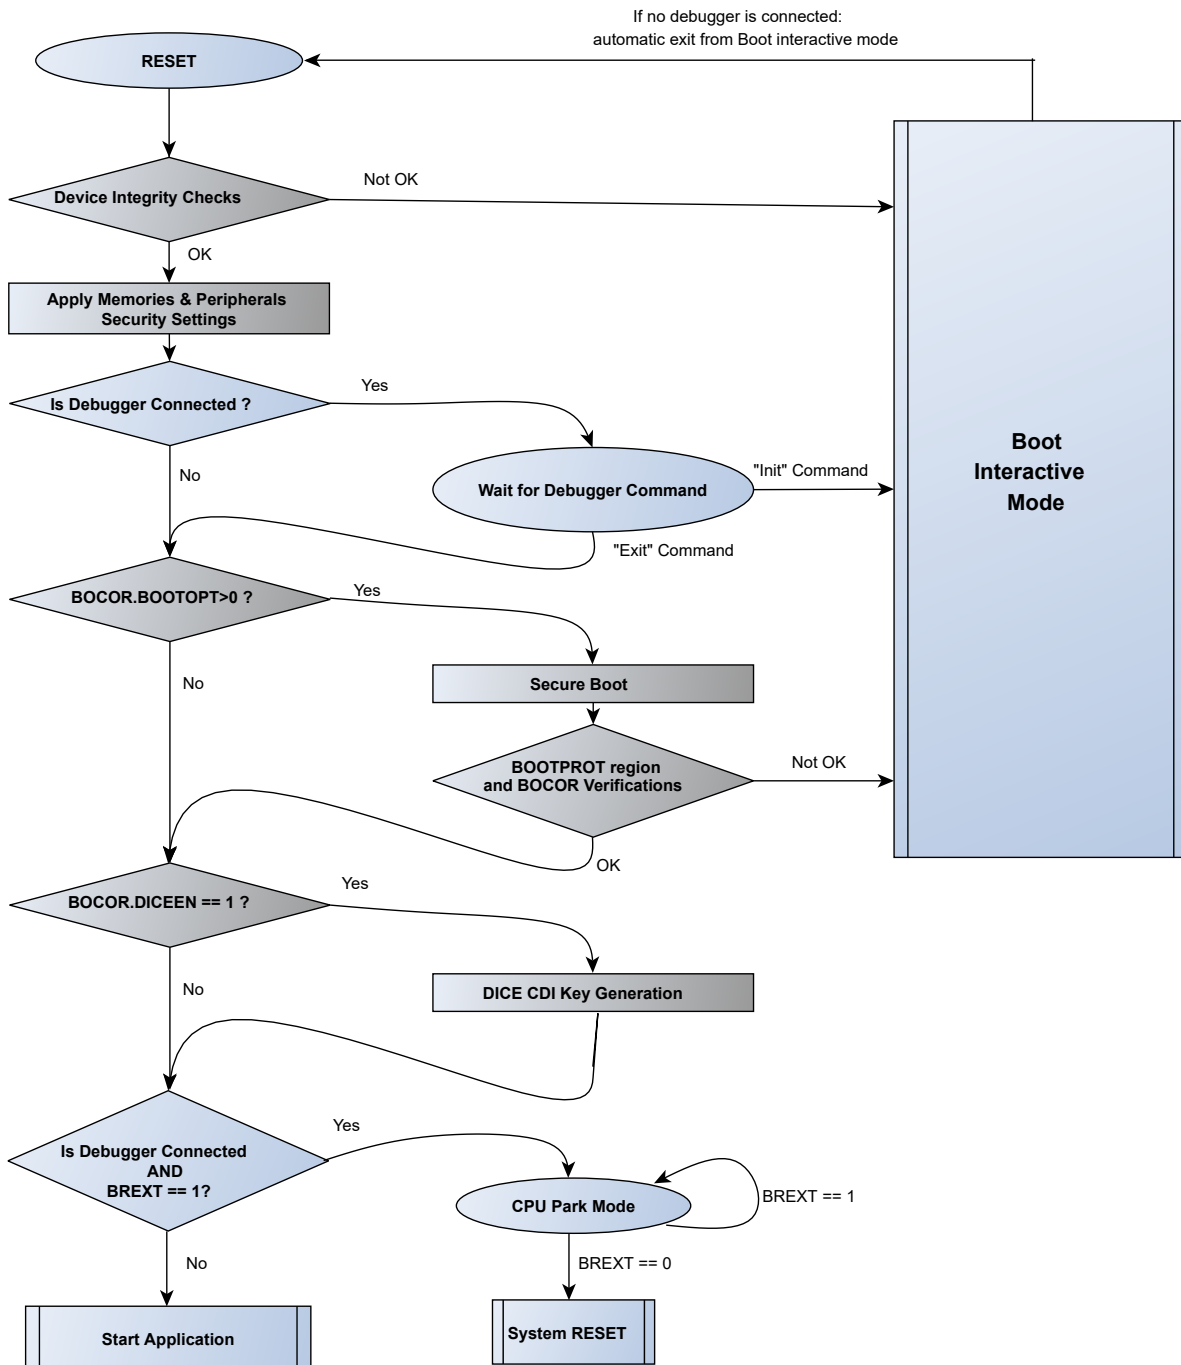 If no debugger is connected:
automatic exit from Boot interactive mode
RESET
Device Integrity Checks
Not OK
OK
Apply Memories & Peripherals
Security Settings
Is Debugger Connected ?
Yes
No
Wait for Debugger Command
"Init" Command
"Exit" Command
Boot
Interactive
Mode
BOCOR.BOOTOPT>0 ?
Yes
No
Secure Boot
BOOTPROT region
and BOCOR Verifications
Not OK
OK
BOCOR.DICEEN == 1 ?
Yes
No
DICE CDI Key Generation
Is Debugger Connected
AND
BREXT == 1?
Yes
No
CPU Park Mode
BREXT == 1
BREXT == 0
Start Application
System RESET